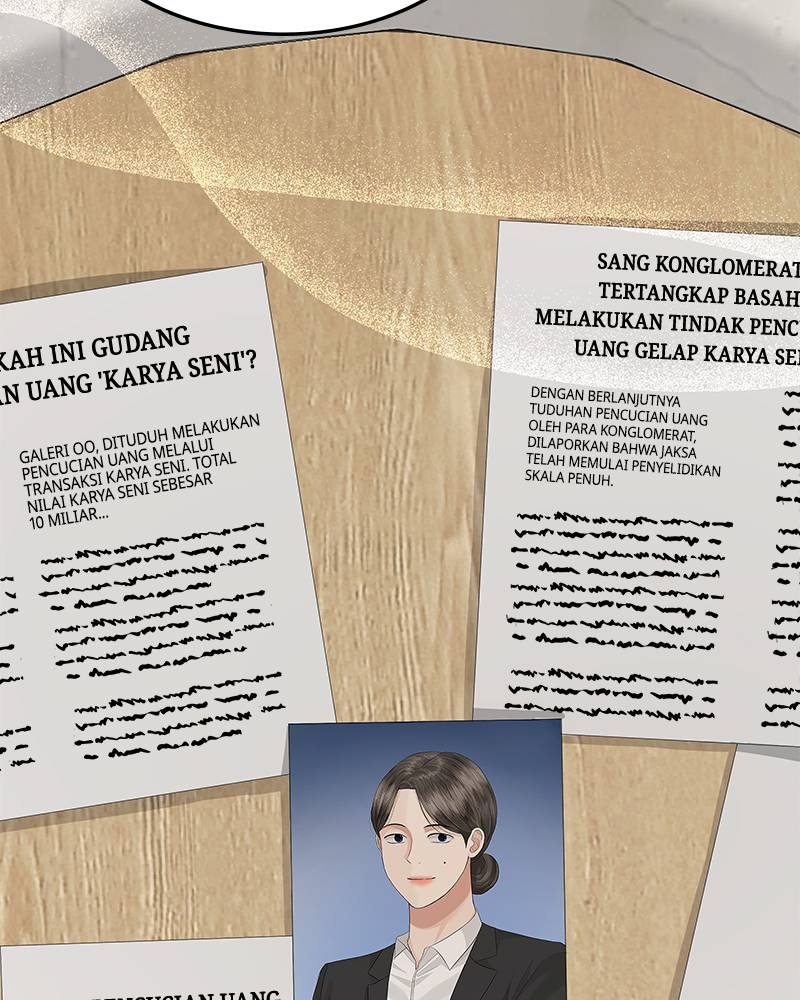 KAH INI GUDANG
AN UANG 'KARYA SENI'?
GALERI OO, DITUDUH MELAKUKAN
PENCUCIAN UANG MELALUI
TRANSAKSI KARYA SENI. TOTAL
NILAI KARYA SENI SEBESAR
10 MILIAR...
SANG KONGLOMERAT
TERTANGKAP BASAH
MELAKUKAN TINDAK PENC
UANG GELAP KARYA SE
DENGAN BERLANJUTNYA
TUDUHAN PENCUCIAN UANG
OLEH PARA KONGLOMERAT,
DILAPORKAN BAHWA JAKSA
TELAH MEMULAI PENYELIDIKAN
SKALA PENUH.
UANG